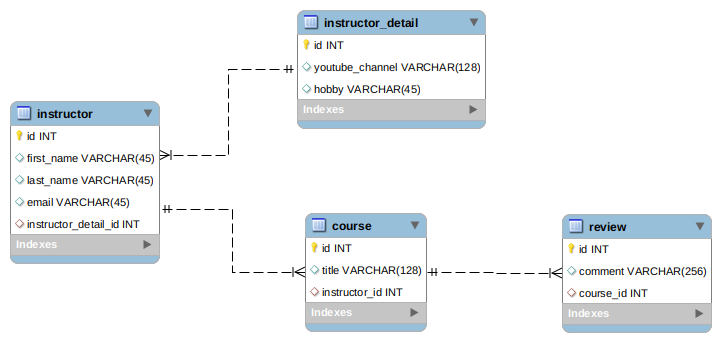 instructor_detail
id INT
youtube_channel VARCHAR(128)
hobby VARCHAR(45)
Indexes
instructor
id INT
first_name VARCHAR(45)
last_name VARCHAR(45)
email VARCHAR(45)
instructor_detail_id INT
Indexes
course
id INT
title VARCHAR(128)
instructor_id INT
Indexes
review
id INT
comment VARCHAR(256)
course_id INT
Indexes